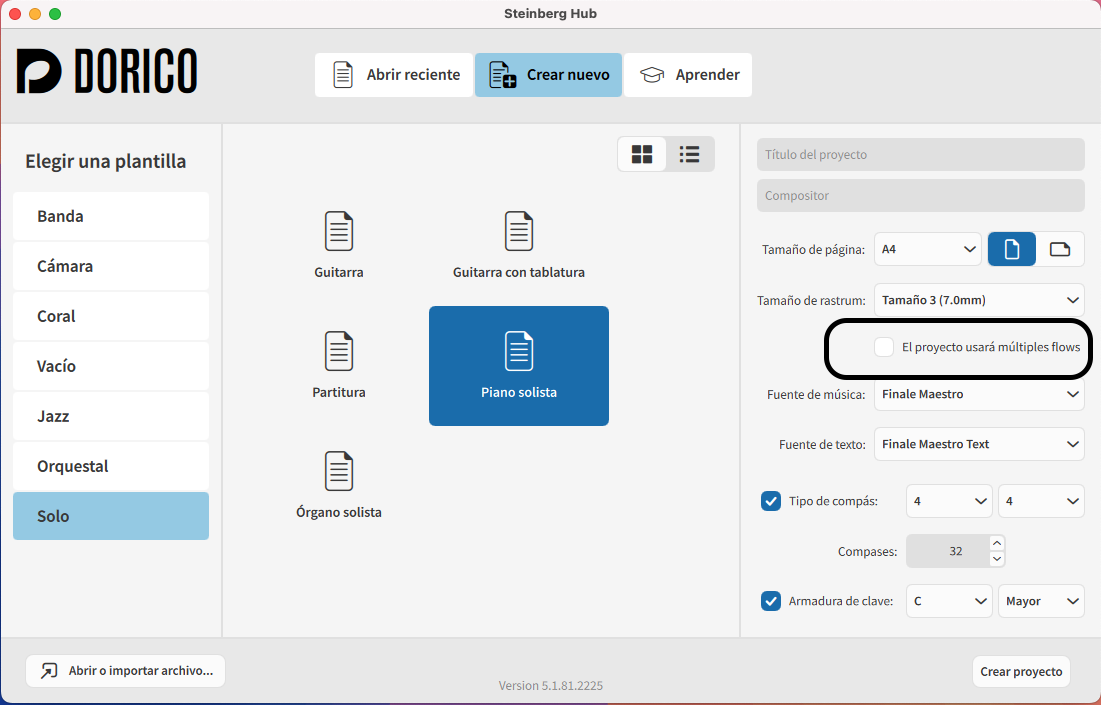 Steinberg Hub
DORICO
Abrir reciente
Crear nuevo
Aprender
Elegir una plantilla
Banda
Cámara
Coral
Vacío
Jazz
Orquestal
Solo
Guitarra
Guitarra con tablatura
Partitura
Piano solista
Órgano solista
Título del proyecto
Compositor
Tamaño de página: A4
Tamaño de rastrum: Tamaño 3 (7.0mm)
El proyecto usará múltiples flows
Fuente de música: Finale Maestro
Fuente de texto: Finale Maestro Text
Tipo de compás: 4 4
Compases: 32
Armadura de clave: C Mayor
Abrir o importar archivo...
Version 5.1.81.2225
Crear proyecto